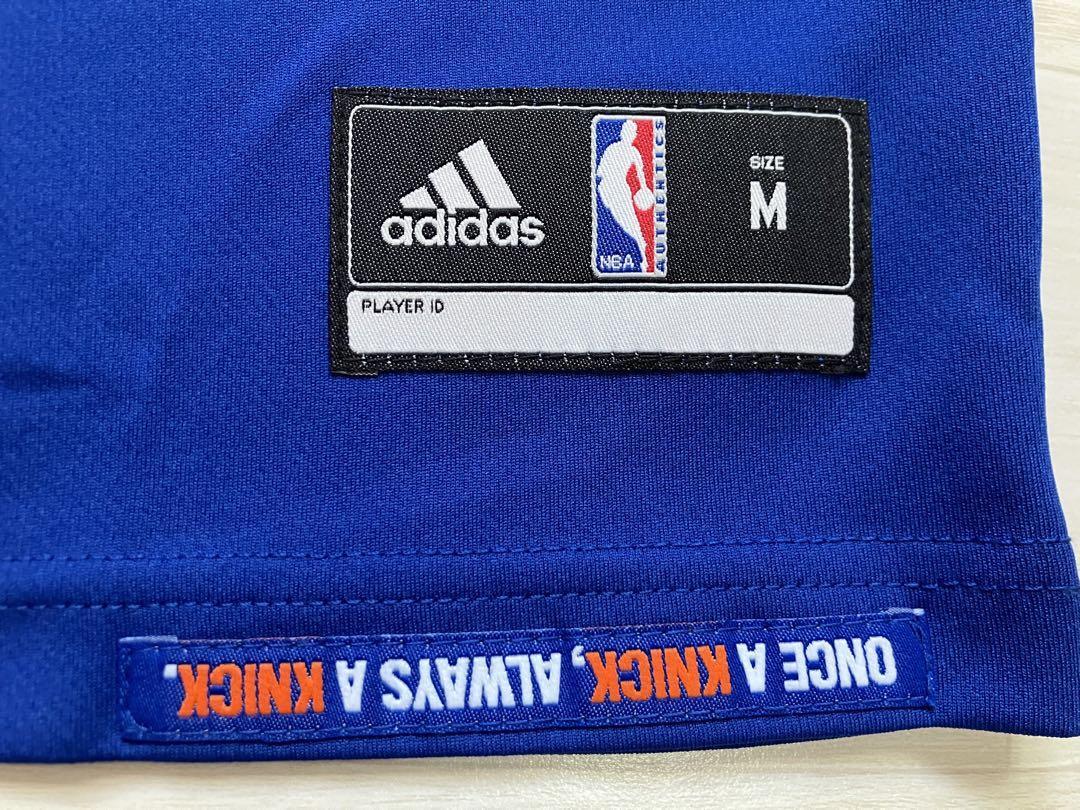 adidas
NBA
AUTHENTICS
SIZE
M
PLAYER ID
ONCE A KNICK, ALWAYS A KNICK.